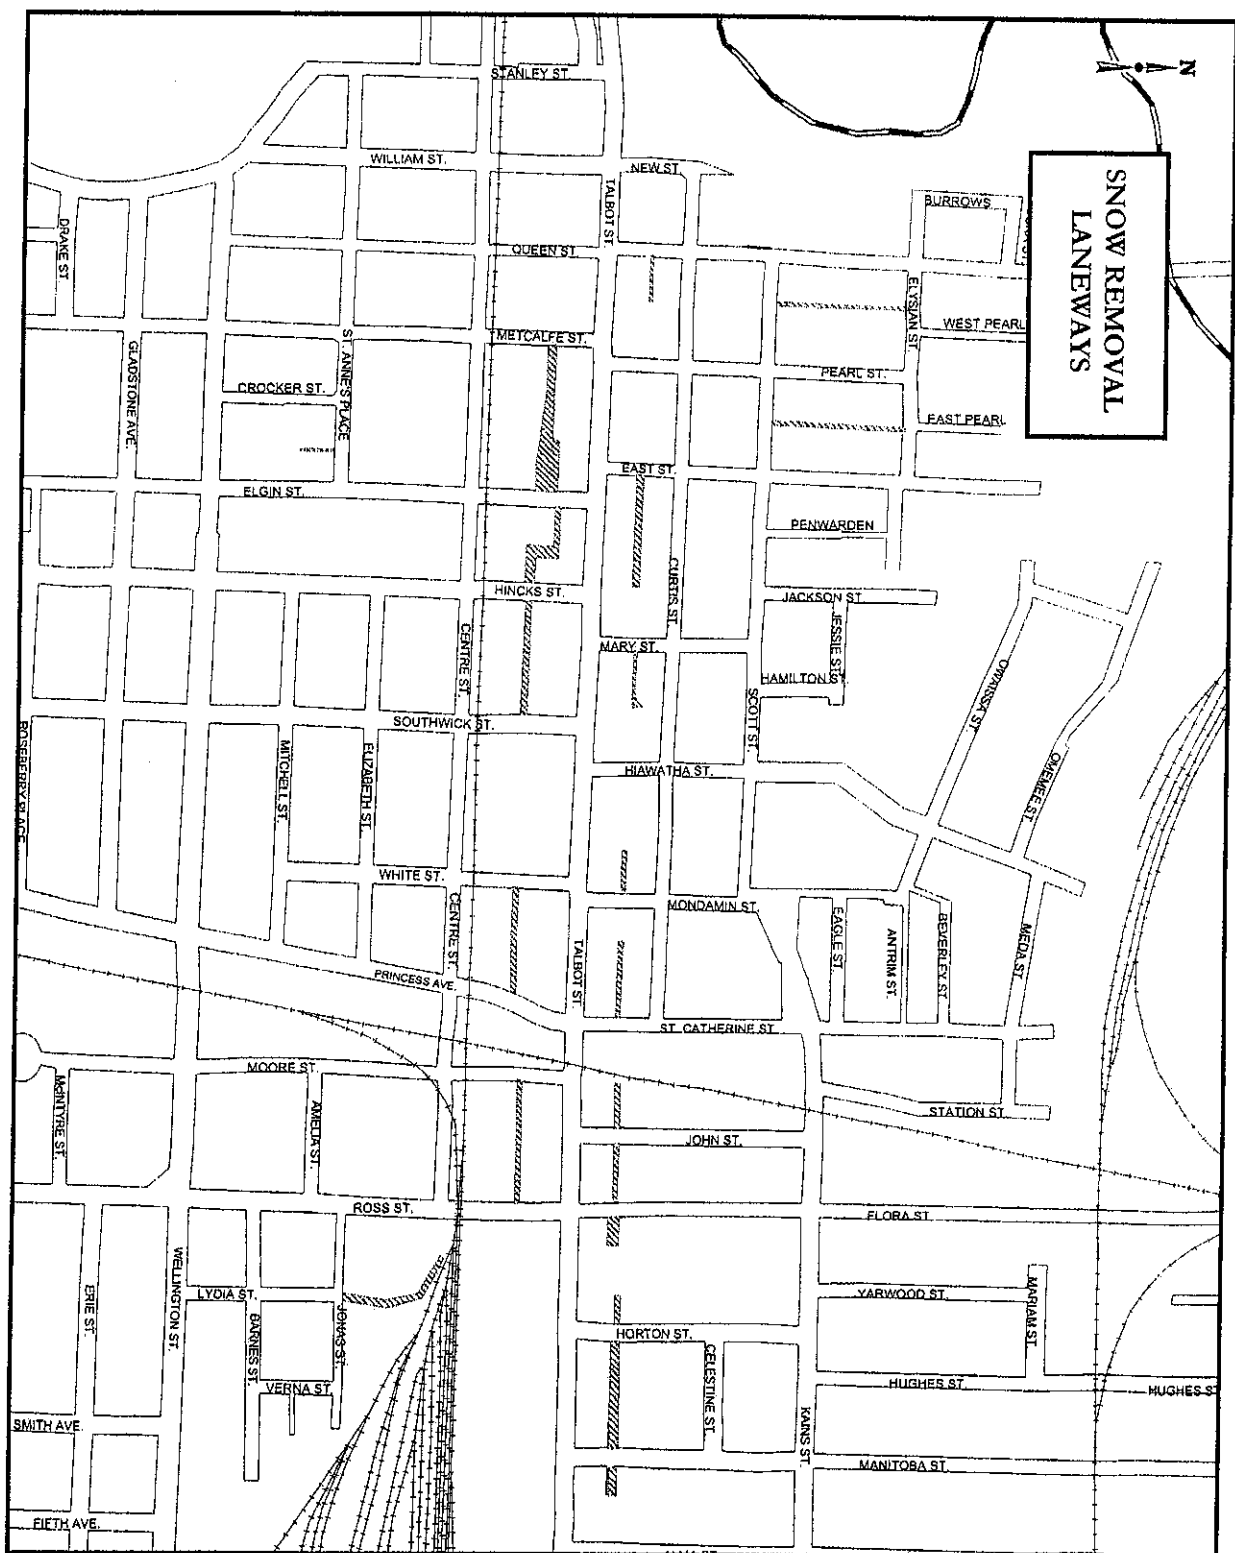 N
SNOW REMOVAL
LANEWAYS
STANLEY ST.
WILLIAM ST.
NEW ST.
TALBOT ST.
BURROWS
DRAKE ST.
QUEEN ST.
ELYSIAN ST.
METCALFE ST.
WEST PEARL
GLADSTONE AVE.
ST. ANNE'S PLACE
CROCKER ST.
PEARL ST.
EAST PEARL
EAST ST.
ELGIN ST.
PENWARDEN
CURTIS ST.
HINCKS ST.
JACKSON ST.
JESSIE ST.
CENTRE ST.
MARY ST.
HAMILTON ST.
SCOTT ST.
OWAISSA ST.
SOUTHWICK ST.
ROSEBERRY PLACE
MITCHELL ST.
ELIZABETH ST.
HIAWATHA ST.
OMEMEE ST.
WHITE ST.
CENTRE ST.
MONDAMIN ST.
EAGLE ST.
ANTRIM ST.
BEVERLEY ST.
MEDA ST.
TALBOT ST.
PRINCESS AVE.
ST. CATHERINE ST.
MOORE ST.
McINTYRE ST.
AMELIA ST.
STATION ST.
JOHN ST.
ROSS ST.
FLORA ST.
WELLINGTON ST.
ERIE ST.
LYDIA ST.
BARNES ST.
JONAS ST.
YARWOOD ST.
MARIAM ST.
HORTON ST.
CELESTINE ST.
VERNA ST.
HUGHES ST.
HUGHES S
KAINS ST.
SMITH AVE.
MANITOBA ST.
FIFTH AVE.